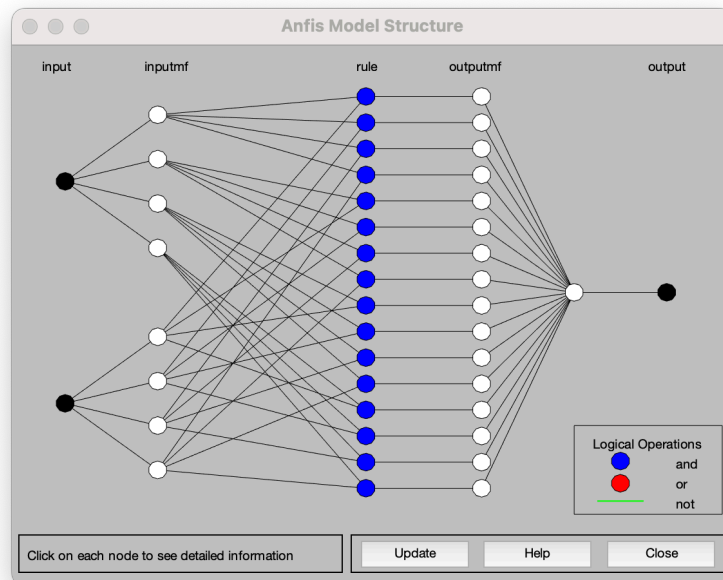 Anfis Model Structure
input inputmf rule outputmf output
Logical Operations
and
or
not
Click on each node to see detailed information
Update Help Close